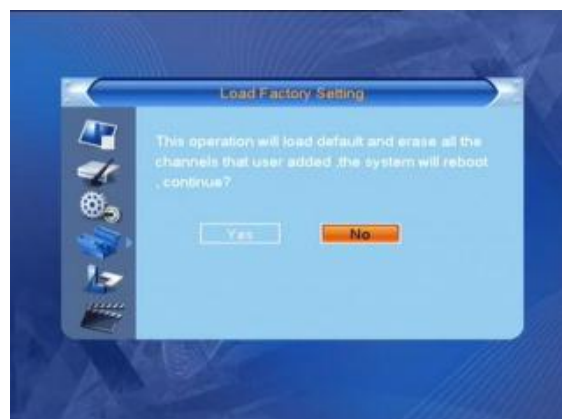 Load Factory Setting
This operation will load default and erase all the
channels that user added ,the system will reboot
, continue?
Yes
No